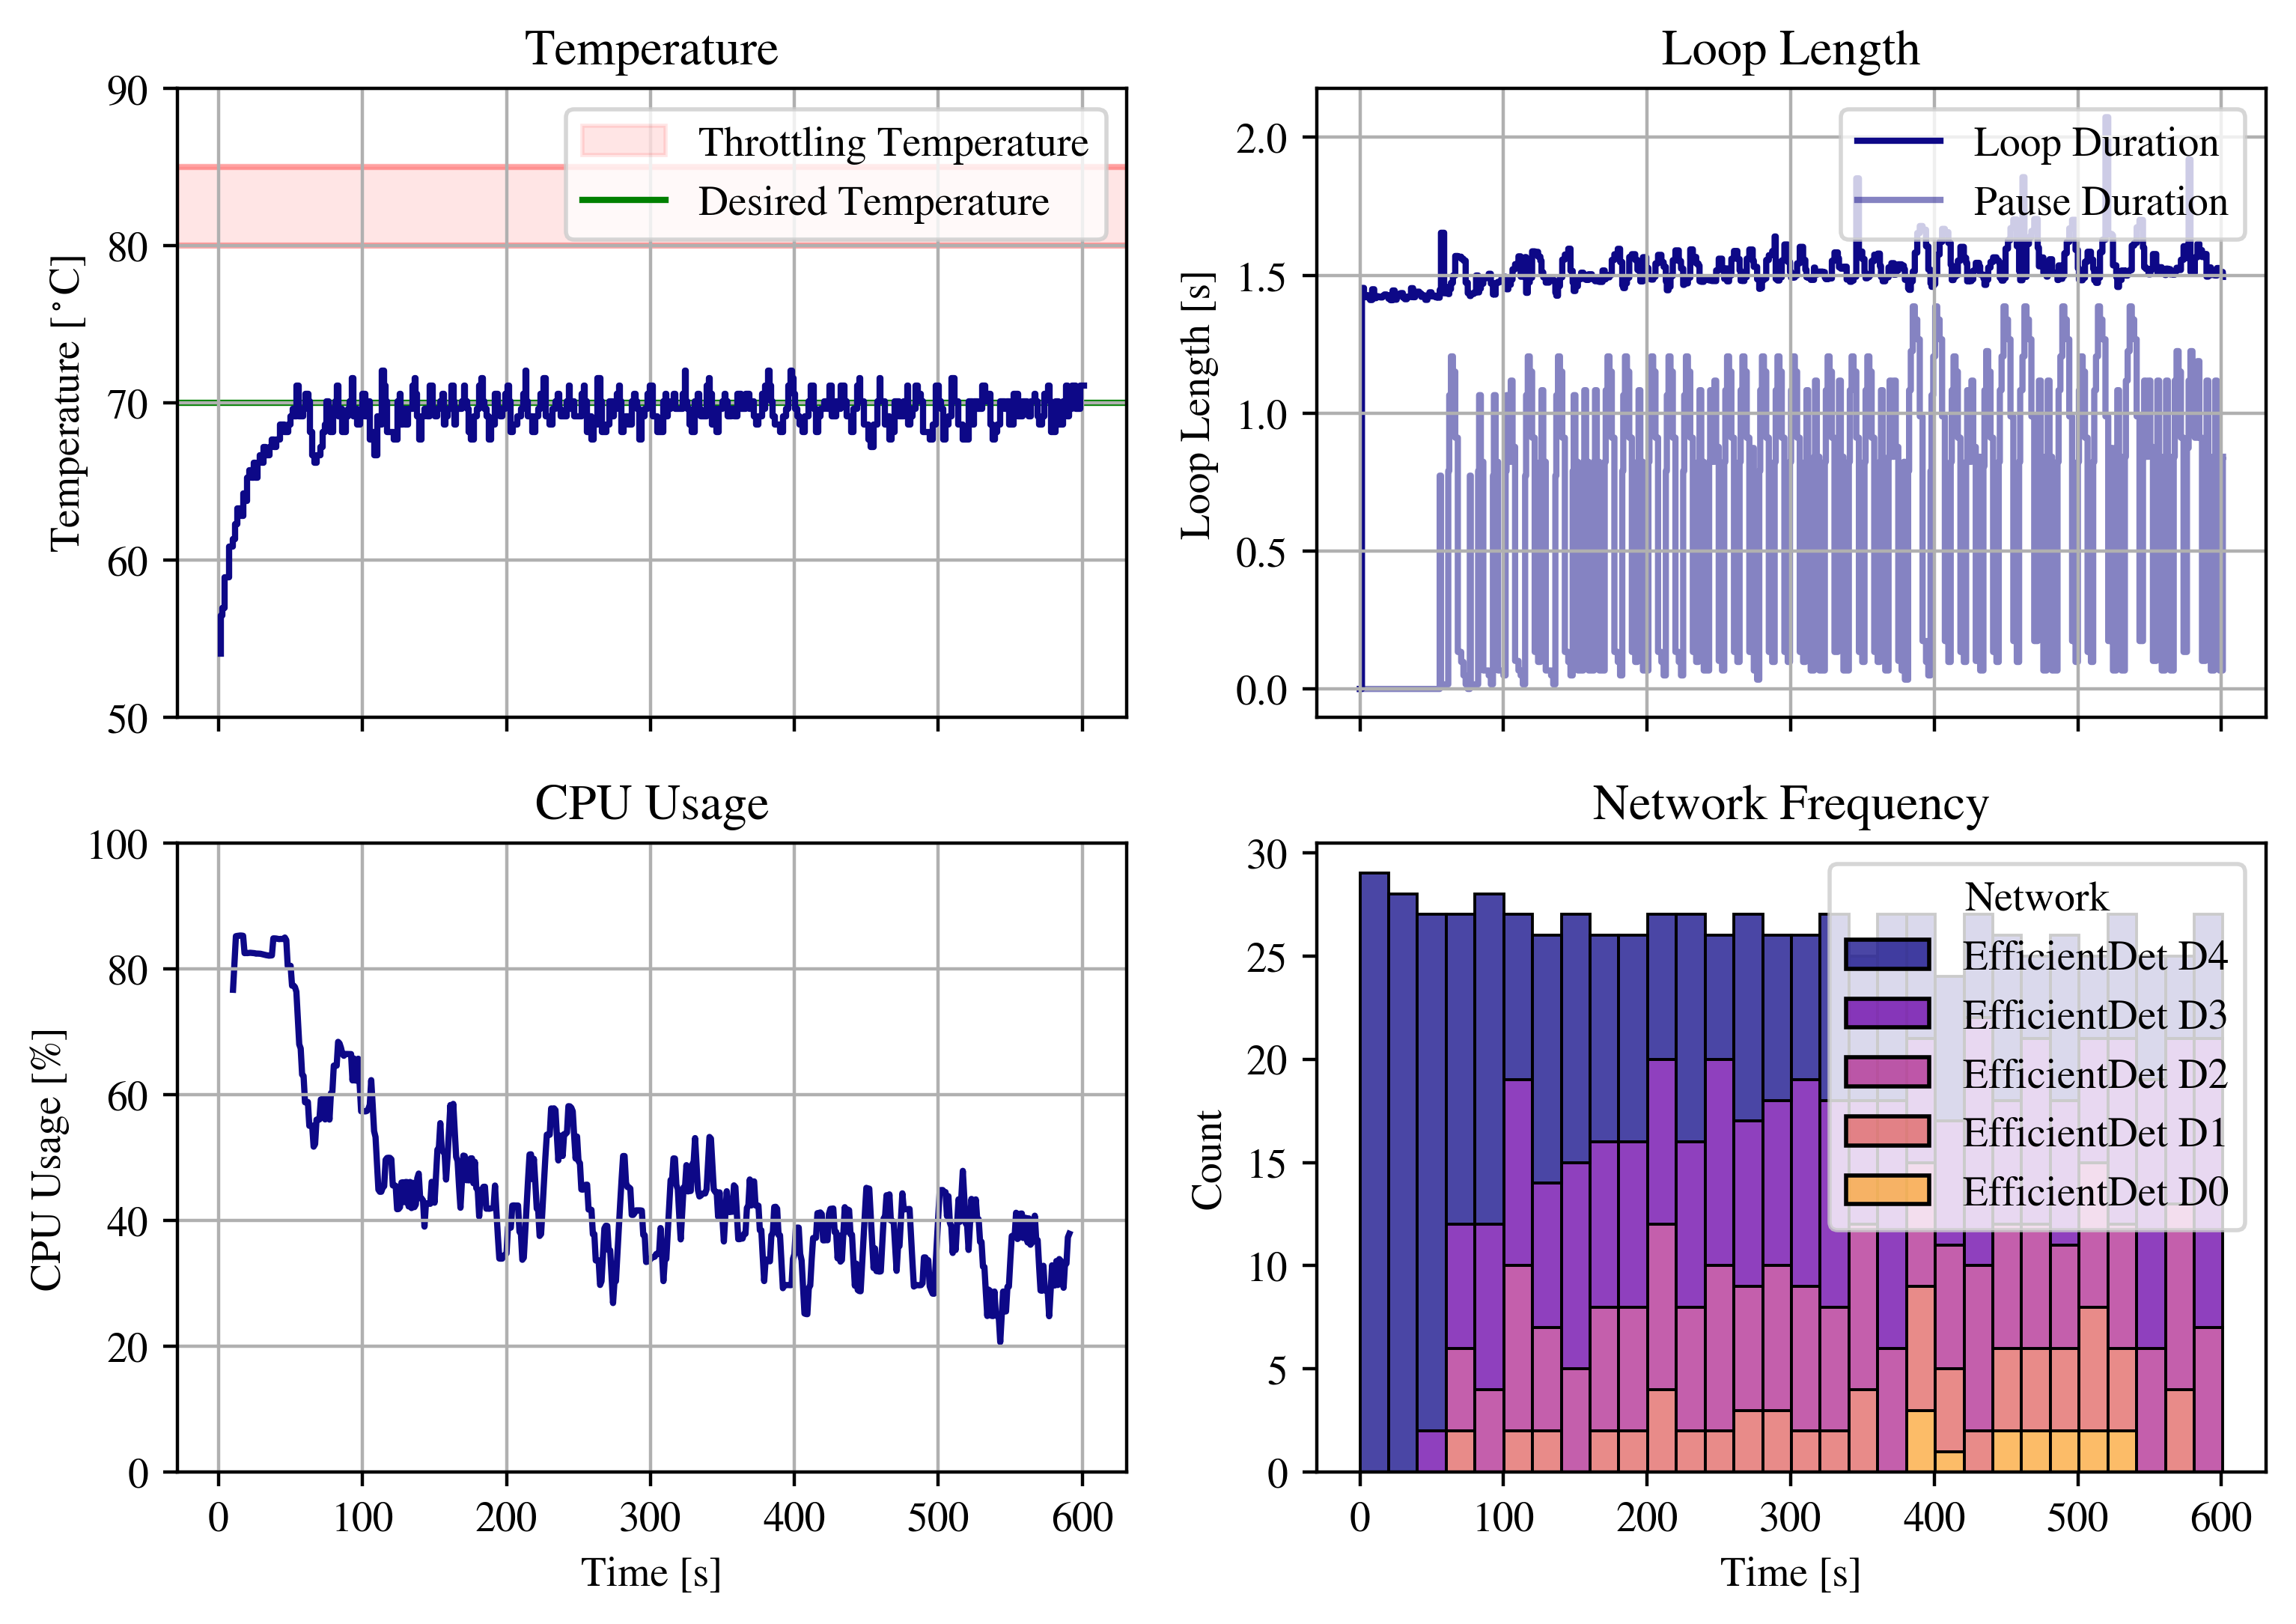 Temperature
90
80
70
60
50
Temperature [°C]
Throttling Temperature
Desired Temperature
Loop Length
2.0
1.5
1.0
0.5
0.0
Loop Length [s]
Loop Duration
Pause Duration
CPU Usage
100
80
60
40
20
0
CPU Usage [%]
0 100 200 300 400 500 600
Time [s]
Network Frequency
30
25
20
15
10
5
0
Count
Network
EfficientDet D4
EfficientDet D3
EfficientDet D2
EfficientDet D1
EfficientDet D0
0 100 200 300 400 500 600
Time [s]